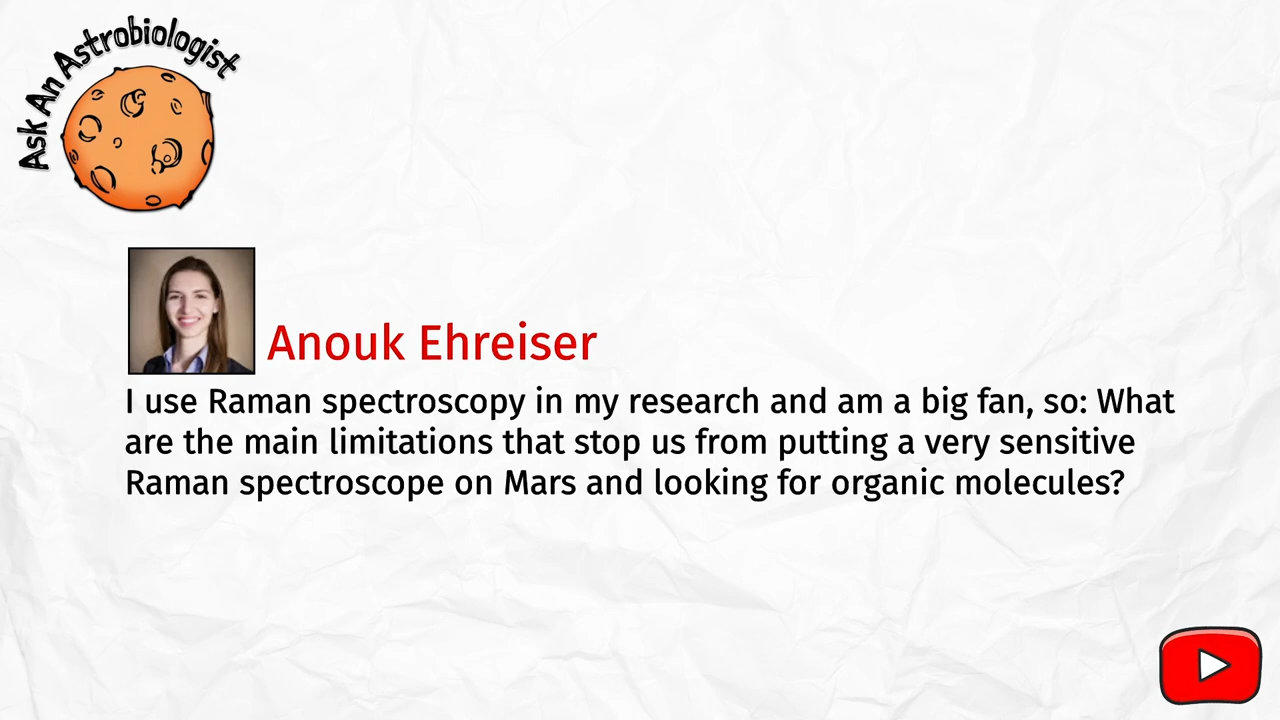 Ask An Astrobiologist
Anouk Ehreiser
I use Raman spectroscopy in my research and am a big fan, so: What
are the main limitations that stop us from putting a very sensitive
Raman spectroscope on Mars and looking for organic molecules?